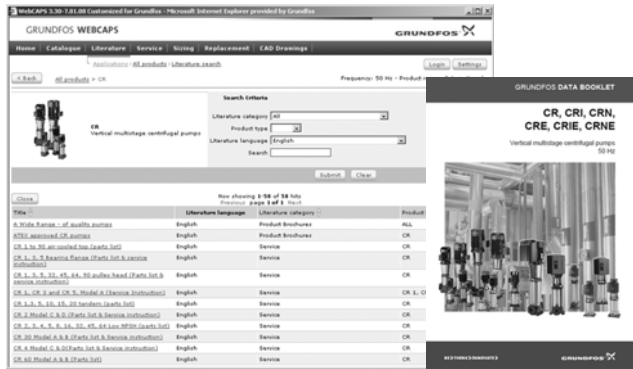 WebCAPS 3.30-7.01.08 Customized for Grundfos - Microsoft Internet Explorer provided by Grundfos
GRUNDFOS WEBCAPS
GRUNDFOS
Home Catalogue Literature Service Sizing Replacement CAD Drawings
Applications All products Literature search
Login Settings
< Back All products > CR
Frequency: 50 Hz - Product
Search Criteria
CR
Vertical multistage centrifugal pumps
Literature category All
Product type
Literature language English
Search
Submit Clear
Close
Now showing 1-58 of 58 hits
Previous page 1 of 1 Next
Title Literature language Literature category Product
A Wide Range - of quality pumps English Product Brochures ALL
ATEX approved CR pumps English Product Brochures CR
CR 1 to 90 air-cooled top (parts list) English Service CR
CR 1, 3, 5 Bearing flange (Parts list & service instruction) English Service CR
CR 1, 3, 5, 32, 45, 64, 90 pulley head (Parts list & service instruction) English Service CR
CR 1, CR 3 and CR 5, Model A (Service Instruction) English Service CR 1, C
CR 1,3, 5, 10, 15, 20 tandem (parts list) English Service CR
CR 2 Model C & D (Parts list & Service instruction) English Service CR
CR 2, 3, 4, 5, 8, 16, 32, 45, 64 Low NPSH (parts list) English Service CR
CR 30 Model A & B (Parts list & Service instruction) English Service CR
CR 4 Model C & D(Parts list & Service instruction) English Service CR
CR 60 Model A & B (Parts list) English Service CR
GRUNDFOS DATA BOOKLET
CR, CRI, CRN,
CRE, CRIE, CRNE
Vertical multistage centrifugal pumps
50 Hz
BE THINK INNOVATE
GRUNDFOS